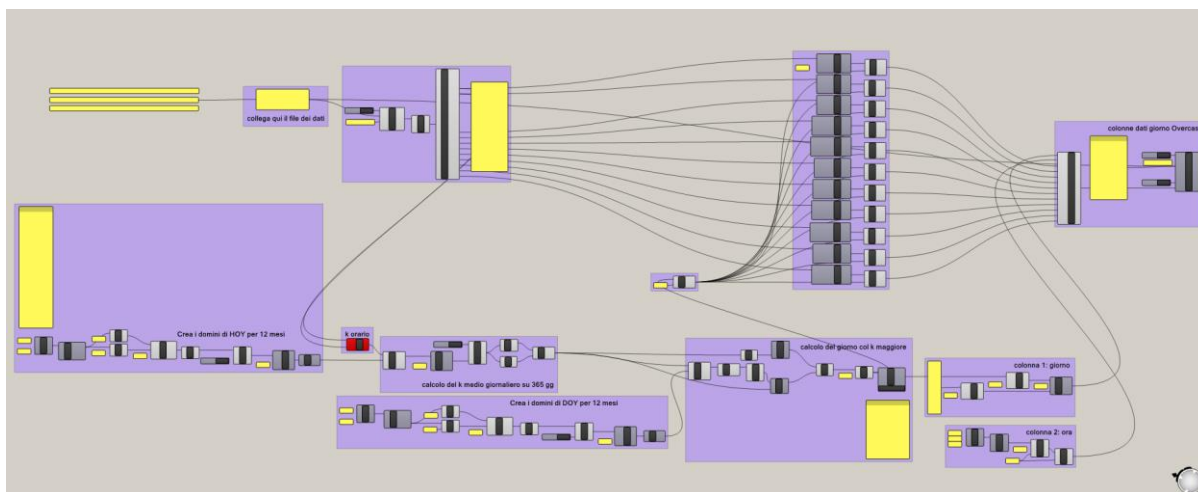 colonne dati giorno Overcas
collega qui il file dei dati
Crea i domini di HOY per 12 mesi
k orario
calcolo del k medio giornaliero su 365 gg
calcolo del giorno col k maggiore
colonna 1: giorno
Crea i domini di DOY per 12 mesi
colonna 2: ora